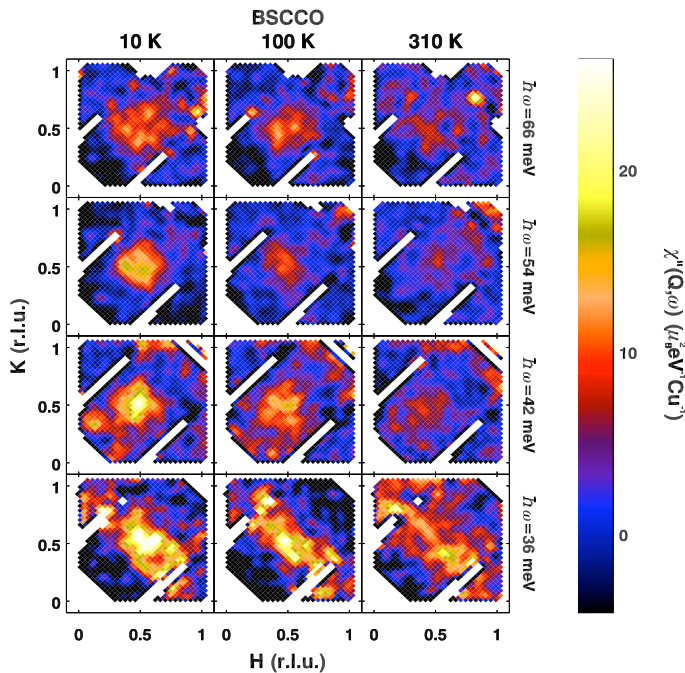 BSCCO
10 K 100 K 310 K
1
0.5
0
ħω=66 meV
1
0.5
0
ħω=54 meV
1
0.5
0
ħω=42 meV
1
0.5
0
ħω=36 meV
0 0.5 1 0 0.5 1 0 0.5 1
H (r.l.u.)
K (r.l.u.)
20
10
0
χ"(Q,ω) (μ²_B eV⁻¹Cu⁻¹)